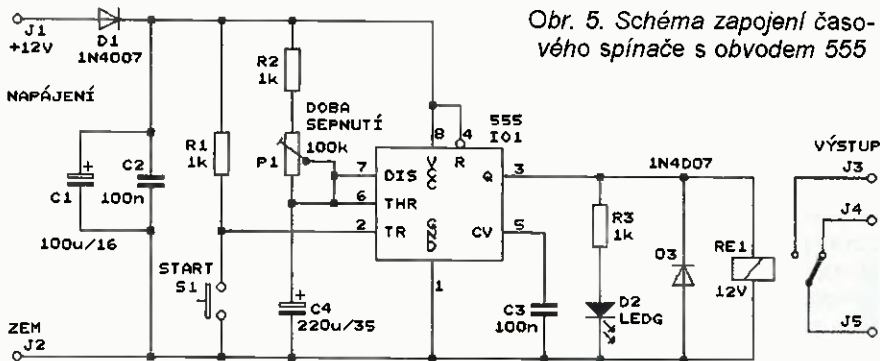 Obr. 5. Schéma zapojení časo-
vého spínače s obvodem 555
J1
+12V
D1
1N4007
NAPÁJENÍ
C1
100u/16
C2
100n
R1
1k
R2
1k
DOBA
SEPNUTÍ
100k
P1
START
S1
C4
220u/35
555
IO1
8
4
VCC
R
7
DIS
Q
3
6
THR
2
TR
GND
CV
5
1
C3
100n
R3
1k
D2
LEDG
1N4007
D3
RE1
12V
VÝSTUP
J3
J4
J5
ZEM
J2